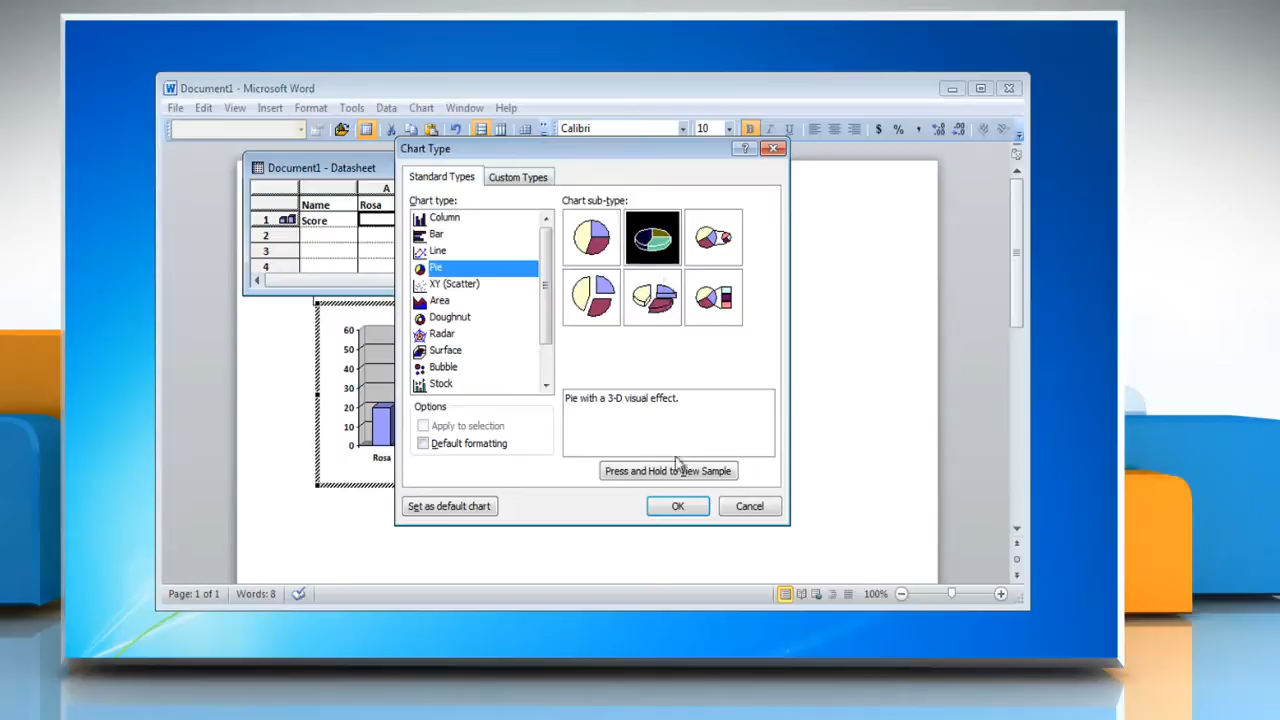 Document1 - Microsoft Word
File Edit View Insert Format Tools Data Chart Window Help
Calibri 10 B I U $ % ,
Document1 - Datasheet
A
Name Rosa
1 Score
2
3
4
60
50
40
30
20
10
0
Rosa
Chart Type
Standard Types Custom Types
Chart type:
Column
Bar
Line
Pie
XY (Scatter)
Area
Doughnut
Radar
Surface
Bubble
Stock
Options
Apply to selection
Default formatting
Chart sub-type:
Pie with a 3-D visual effect.
Press and Hold to View Sample
Set as default chart OK Cancel
Page: 1 of 1 Words: 8 100%